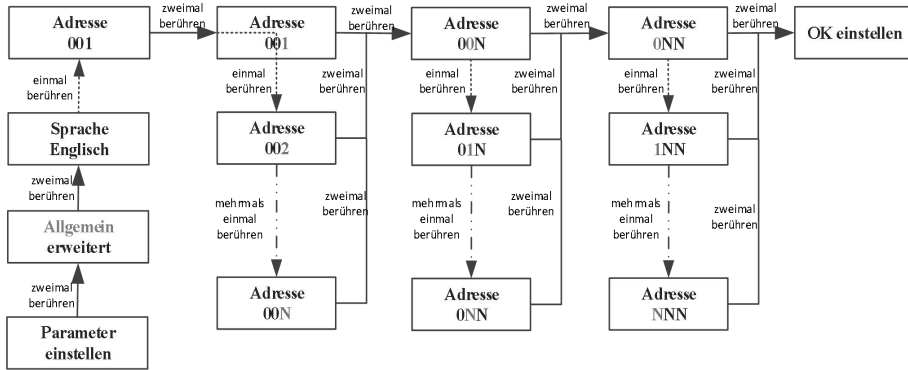 zweimal
berühren
zweimal
berühren
zweimal
berühren
zweimal
berühren
Adresse
001
Adresse
001
Adresse
00N
Adresse
0NN
OK einstellen
einmal
berühren
einmal
berühren
zweimal
berühren
einmal
berühren
zweimal
berühren
einmal
berühren
zweimal
berühren
Sprache
Englisch
Adresse
002
Adresse
01N
Adresse
1NN
zweimal
berühren
mehrmals
einmal
berühren
zweimal
berühren
mehrmals
einmal
berühren
zweimal
berühren
mehrmals
einmal
berühren
zweimal
berühren
Allgemein
erweitert
zweimal
berühren
Adresse
00N
Adresse
0NN
Adresse
NNN
Parameter
einstellen